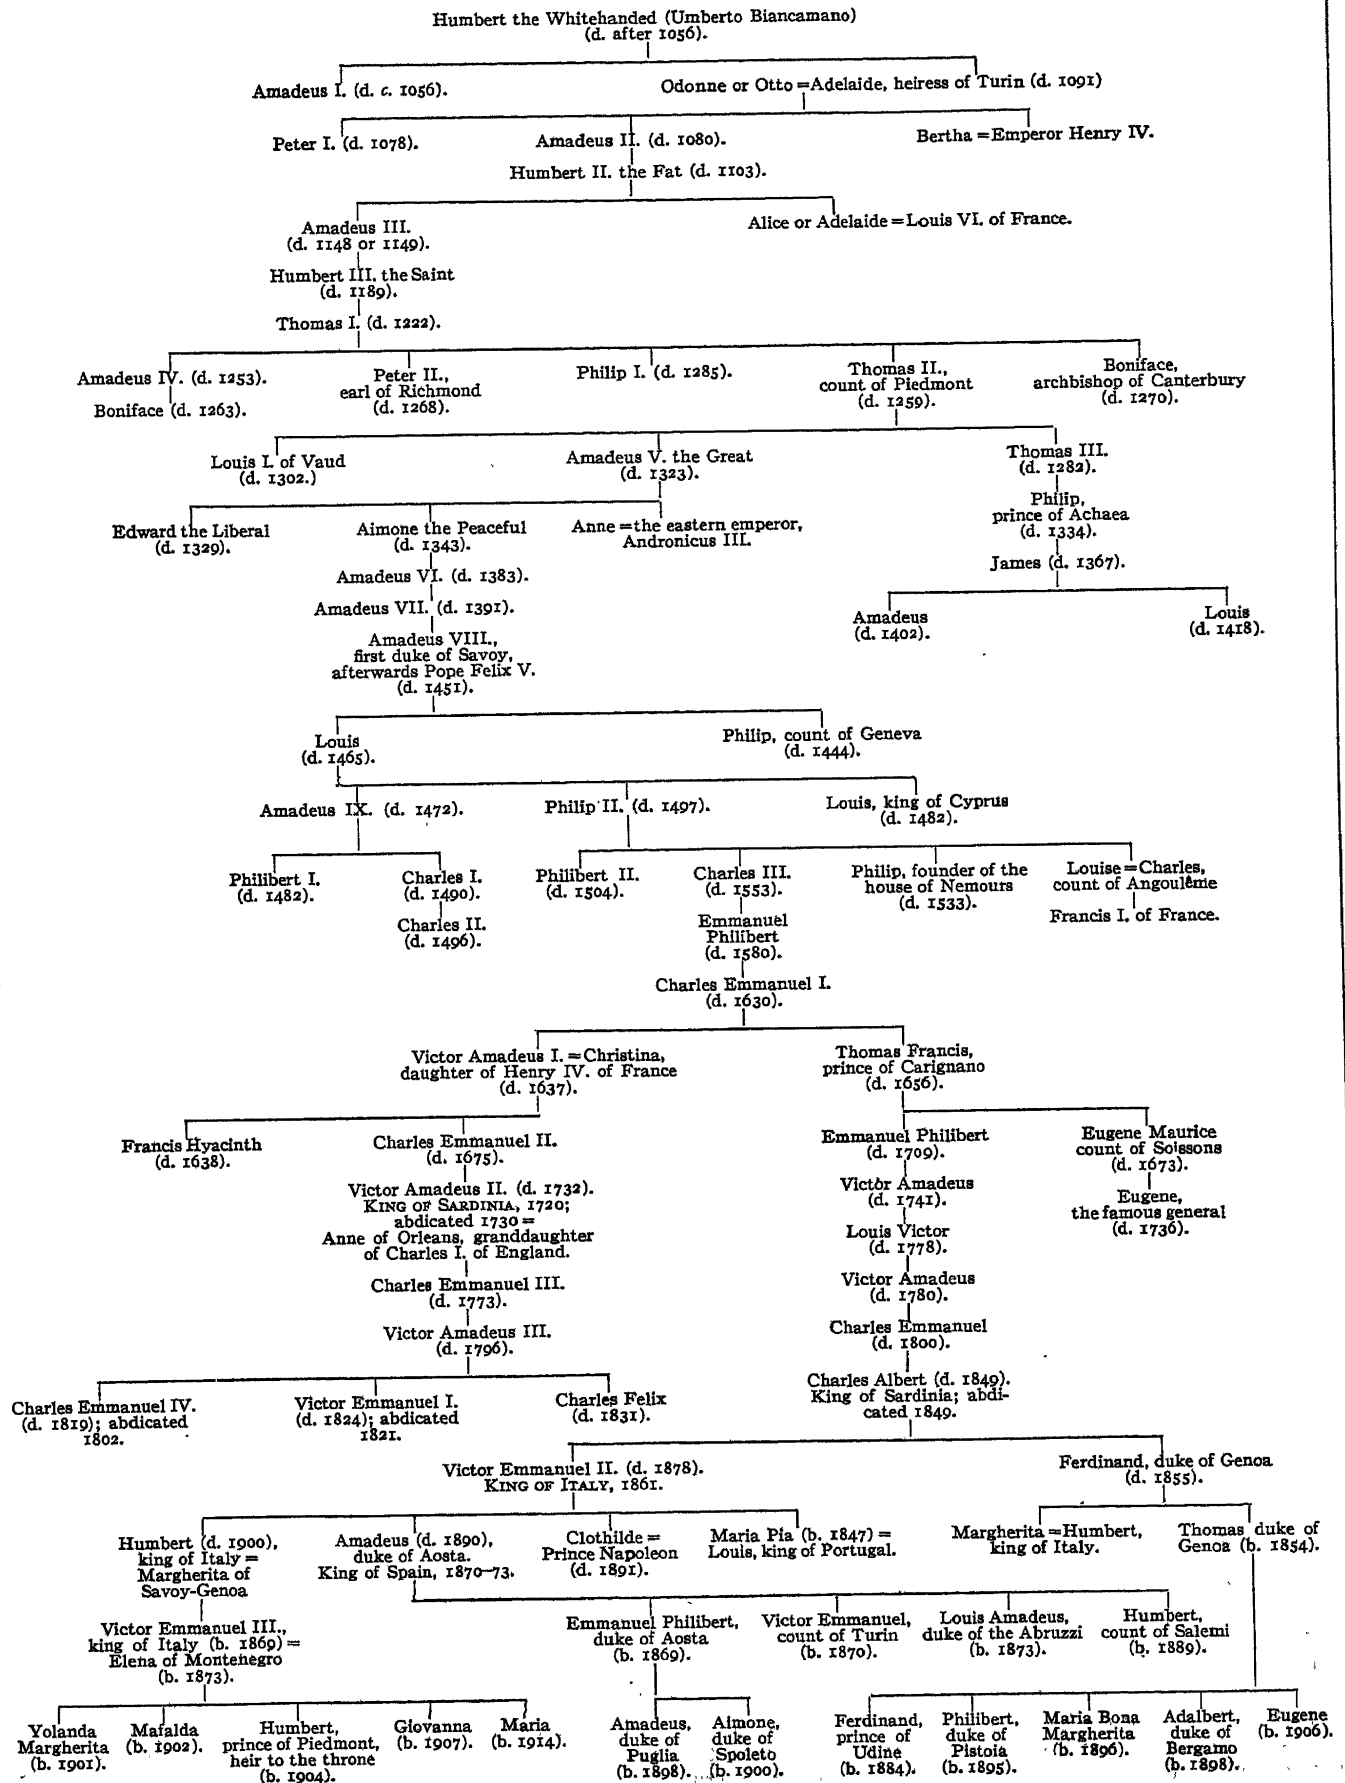 Humbert the Whitehanded (Umberto Biancamano)
(d. after 1056).
Amadeus I. (d. c. 1056).
Odonne or Otto=Adelaide, heiress of Turin (d. 1091)
Peter I. (d. 1078).
Amadeus II. (d. 1080).
Bertha=Emperor Henry IV.
Humbert II. the Fat (d. 1103).
Amadeus III.
(d. 1148 or 1149).
Alice or Adelaide=Louis VI. of France.
Humbert III. the Saint
(d. 1189).
Thomas I. (d. 1222).
Amadeus IV. (d. 1253).
Boniface (d. 1263).
Peter II.,
earl of Richmond
(d. 1268).
Philip I. (d. 1285).
Thomas II.,
count of Piedmont
(d. 1259).
Boniface,
archbishop of Canterbury
(d. 1270).
Louis I. of Vaud
(d. 1302.)
Amadeus V. the Great
(d. 1323).
Thomas III.
(d. 1282).
Philip,
prince of Achaea
(d. 1334).
James (d. 1367).
Edward the Liberal
(d. 1329).
Aimone the Peaceful
(d. 1343).
Anne=the eastern emperor,
Andronicus III.
Amadeus VI. (d. 1383).
Amadeus VII. (d. 1391).
Amadeus VIII.,
first duke of Savoy,
afterwards Pope Felix V.
(d. 1451).
Amadeus
(d. 1402).
Louis
(d. 1418).
Louis
(d. 1465).
Philip, count of Geneva
(d. 1444).
Amadeus IX. (d. 1472).
Philip II. (d. 1497).
Louis, king of Cyprus
(d. 1482).
Philibert I.
(d. 1482).
Charles I.
(d. 1490).
Charles II.
(d. 1496).
Philibert II.
(d. 1504).
Charles III.
(d. 1553).
Emmanuel
Philibert
(d. 1580).
Philip, founder of the
house of Nemours
(d. 1533).
Louise=Charles,
count of Angoulême
Francis I. of France.
Charles Emmanuel I.
(d. 1630).
Victor Amadeus I.=Christina,
daughter of Henry IV. of France
(d. 1637).
Thomas Francis,
prince of Carignano
(d. 1656).
Francis Hyacinth
(d. 1638).
Charles Emmanuel II.
(d. 1675).
Victor Amadeus II. (d. 1732).
KING OF SARDINIA, 1720;
abdicated 1730=
Anne of Orleans, granddaughter
of Charles I. of England.
Charles Emmanuel III.
(d. 1773).
Victor Amadeus III.
(d. 1796).
Emmanuel Philibert
(d. 1709).
Victor Amadeus
(d. 1741).
Louis Victor
(d. 1778).
Victor Amadeus
(d. 1780).
Charles Emmanuel
(d. 1800).
Charles Albert (d. 1849).
King of Sardinia; abdi-
cated 1849.
Eugene Maurice
count of Soissons
(d. 1673).
Eugene,
the famous general
(d. 1736).
Charles Emmanuel IV.
(d. 1819); abdicated
1802.
Victor Emmanuel I.
(d. 1824); abdicated
1821.
Charles Felix
(d. 1831).
Victor Emmanuel II. (d. 1878).
KING OF ITALY, 1861.
Ferdinand, duke of Genoa
(d. 1855).
Humbert (d. 1900),
king of Italy=
Margherita of
Savoy-Genoa
Amadeus (d. 1890),
duke of Aosta.
King of Spain, 1870-73.
Clothilde=
Prince Napoleon
(d. 1891).
Maria Pia (b. 1847)=
Louis, king of Portugal.
Margherita=Humbert,
king of Italy.
Thomas duke of
Genoa (b. 1854).
Victor Emmanuel III.,
king of Italy (b. 1869)=
Elena of Montenegro
(b. 1873).
Emmanuel Philibert,
duke of Aosta
(b. 1869).
Victor Emmanuel,
count of Turin
(b. 1870).
Louis Amadeus,
duke of the Abruzzi
(b. 1873).
Humbert,
count of Salemi
(b. 1889).
Yolanda
Margherita
(b. 1901).
Mafalda
(b. 1902).
Humbert,
prince of Piedmont,
heir to the throne
(b. 1904).
Giovanna
(b. 1907).
Maria
(b. 1914).
Amadeus,
duke of
Puglia
(b. 1898).
Aimone,
duke of
Spoleto
(b. 1900).
Ferdinand,
prince of
Udine
(b. 1884).
Philibert,
duke of
Pistoia
(b. 1895).
Maria Bona
Margherita
(b. 1896).
Adalbert,
duke of
Bergamo
(b. 1898).
Eugene
(b. 1906).